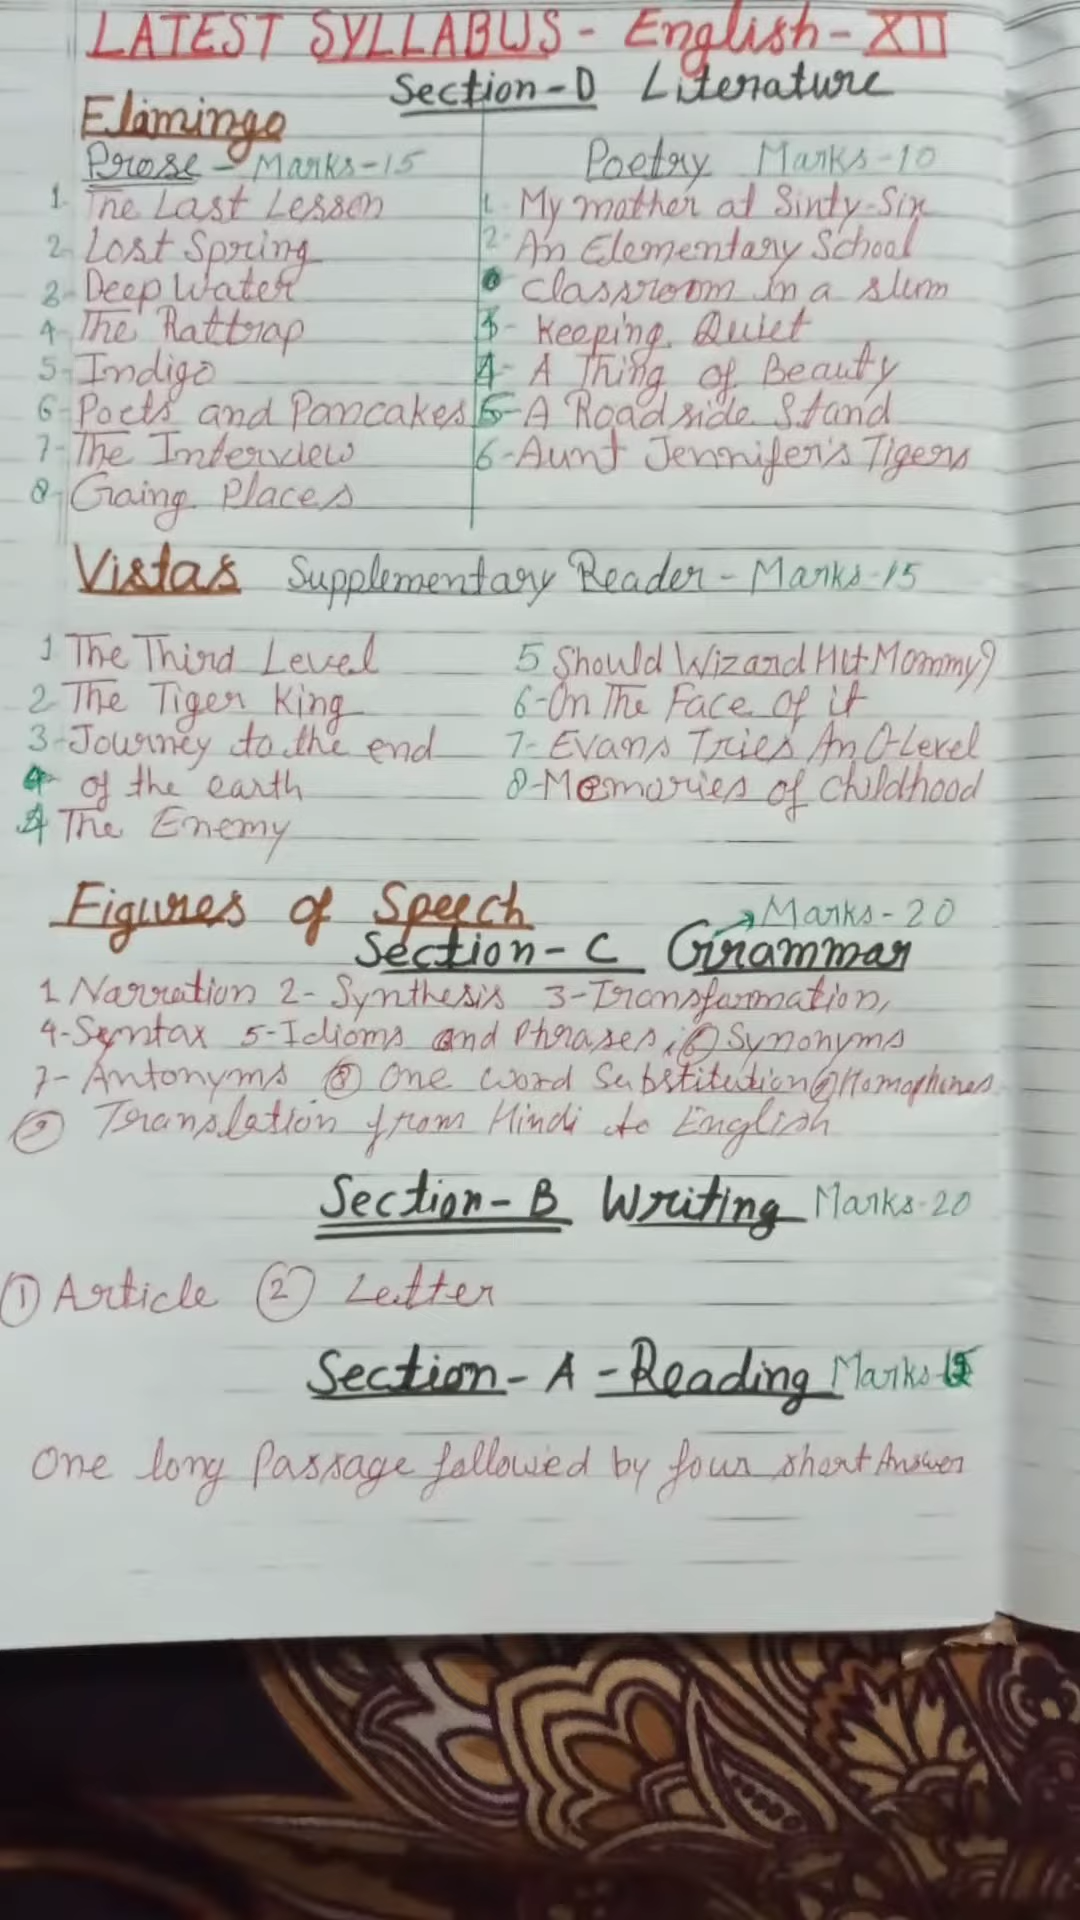 LATEST SYLLABUS - English - XII
Section-D Literature
Flamingo
Prose - Marks-15
1. The Last Lesson
2- Lost Spring
3- Deep Water
4- The Rattrap
5- Indigo
6- Poets and Pancakes
7- The Interview
8- Going Places
Poetry Marks-10
1. My mother at Sinty-Six
2- An Elementary School
classroom in a slum
3- Keeping Quiet
4- A Thing of Beauty
5- A Roadside Stand
6- Aunt Jennifer's Tigers
Vistas Supplementary Reader - Marks-15
1 The Third Level
2 The Tiger King
3- Journey to the end
of the earth
4 The Enemy
5 Should Wizard Hit Mommy?
6- On The Face of it
7- Evans Tries An O-Level
8- Memories of Childhood
Figures of Speech
→ Marks-20
Section-C Grammar
1 Narration 2- Synthesis 3- Transformation,
4- Syntax 5- Idioms and Phrases, 6 Synonyms
7- Antonyms 8 One word Substitution 9 Homophones
9 Translation from Hindi to English
Section-B Writing Marks-20
1 Article 2 Letter
Section-A - Reading Marks
One long Passage followed by four short Answer